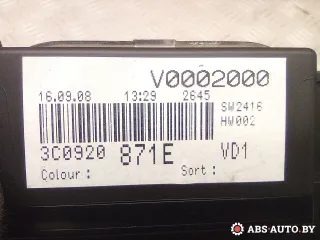 V0002000
16.09.08 13:29 2645
SW2416
HW002
3C0920 871E VD1
Colour : Sort :
ABS-AUTO.BY